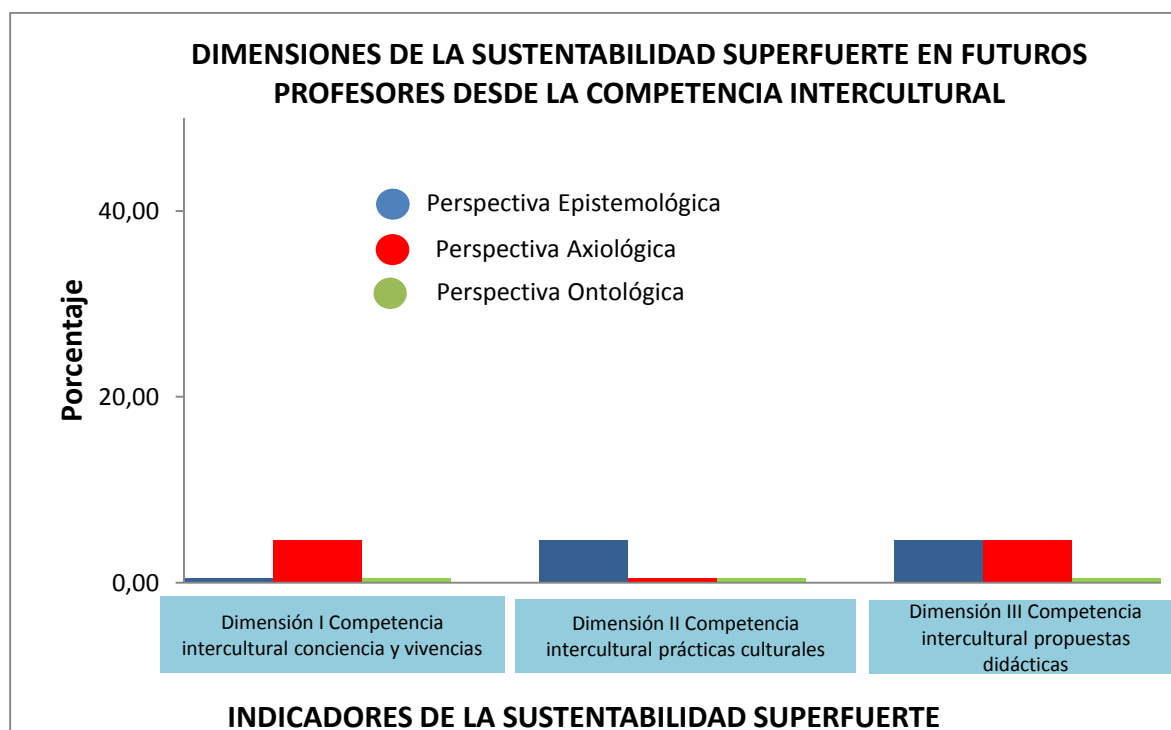 DIMENSIONES DE LA SUSTENTABILIDAD SUPERFUERTE EN FUTUROS
PROFESORES DESDE LA COMPETENCIA INTERCULTURAL
Perspectiva Epistemológica
Perspectiva Axiológica
Perspectiva Ontológica
Porcentaje
40,00
20,00
0,00
Dimensión I Competencia
intercultural conciencia y vivencias
Dimensión II Competencia
intercultural prácticas culturales
Dimensión III Competencia
intercultural propuestas
didácticas
INDICADORES DE LA SUSTENTABILIDAD SUPERFUERTE